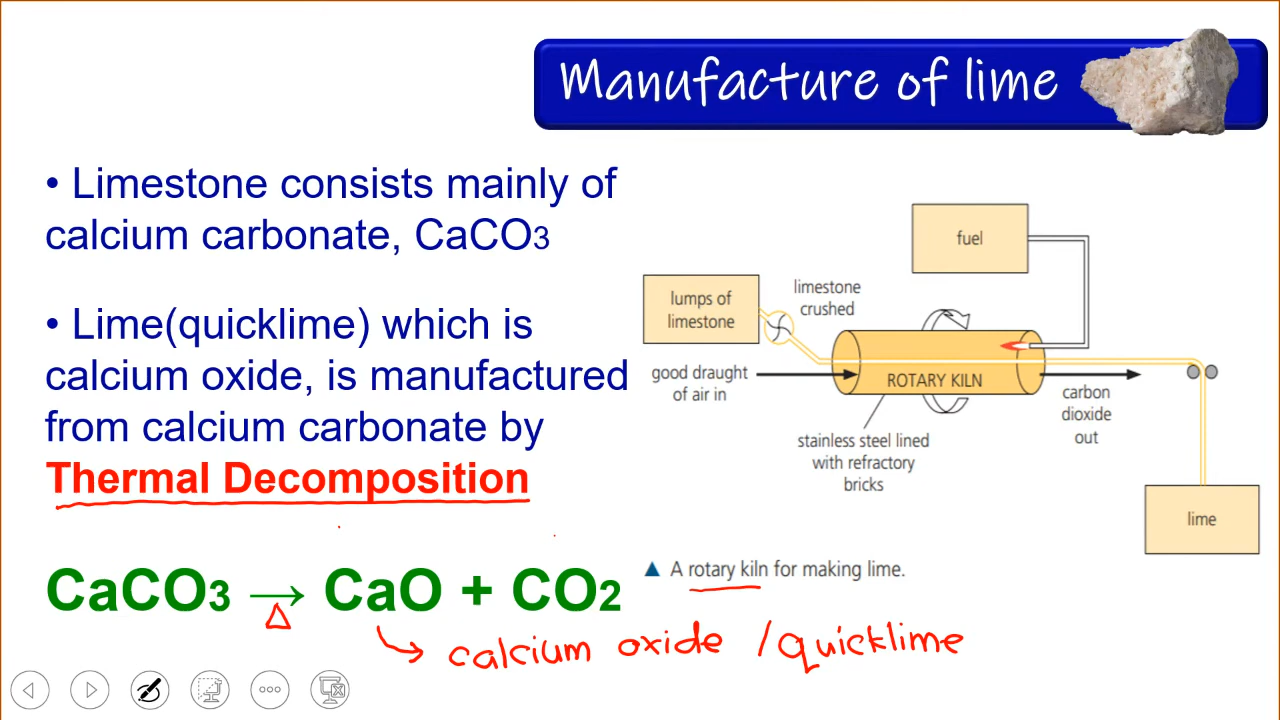 Manufacture of lime
• Limestone consists mainly of
calcium carbonate, CaCO3
• Lime(quicklime) which is
calcium oxide, is manufactured
from calcium carbonate by
Thermal Decomposition
CaCO3 → CaO + CO2
Δ
calcium oxide / quicklime
fuel
lumps of
limestone
limestone
crushed
good draught
of air in
ROTARY KILN
carbon
dioxide
out
stainless steel lined
with refractory
bricks
lime
▲ A rotary kiln for making lime.